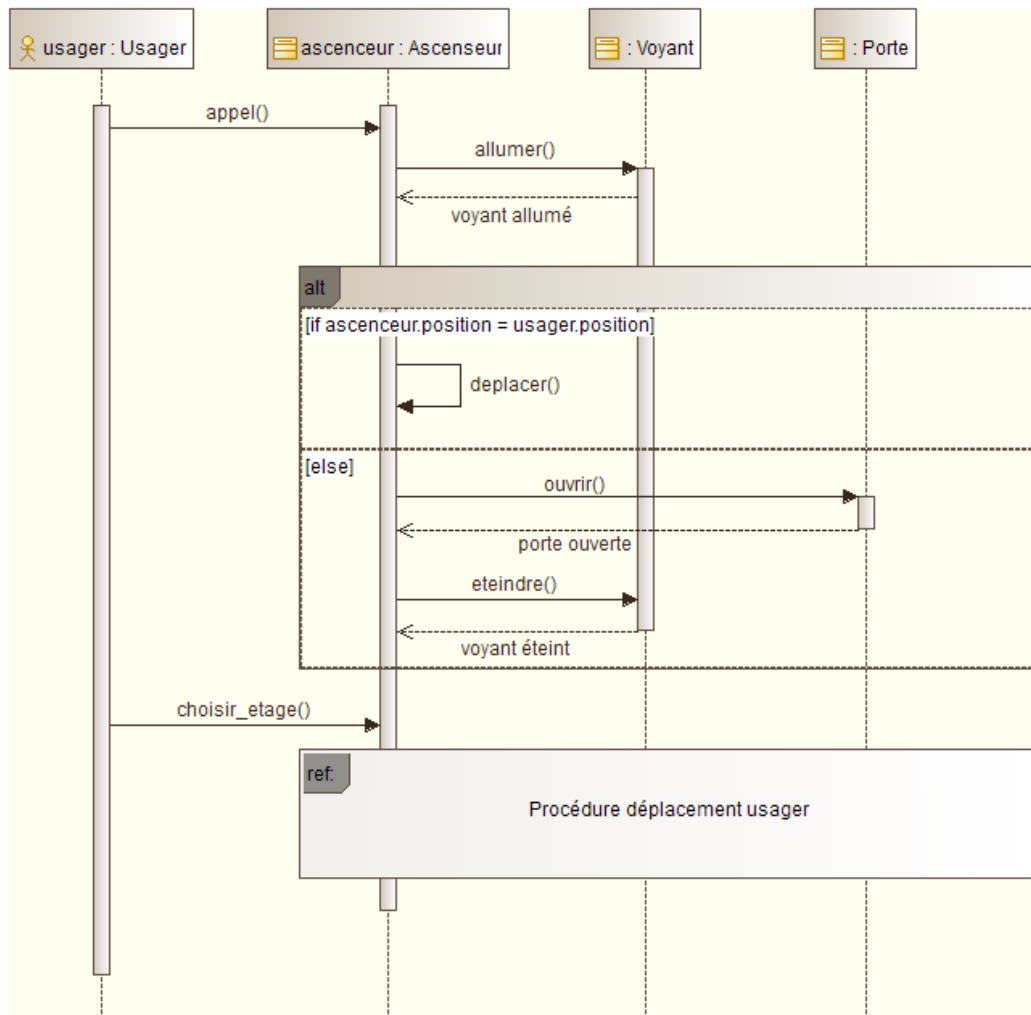 usager : Usager
ascenceur : Ascenseur
: Voyant
: Porte
appel()
allumer()
voyant allumé
alt
[if ascenceur.position = usager.position]
deplacer()
[else]
ouvrir()
porte ouverte
eteindre()
voyant éteint
choisir_etage()
ref:
Procédure déplacement usager